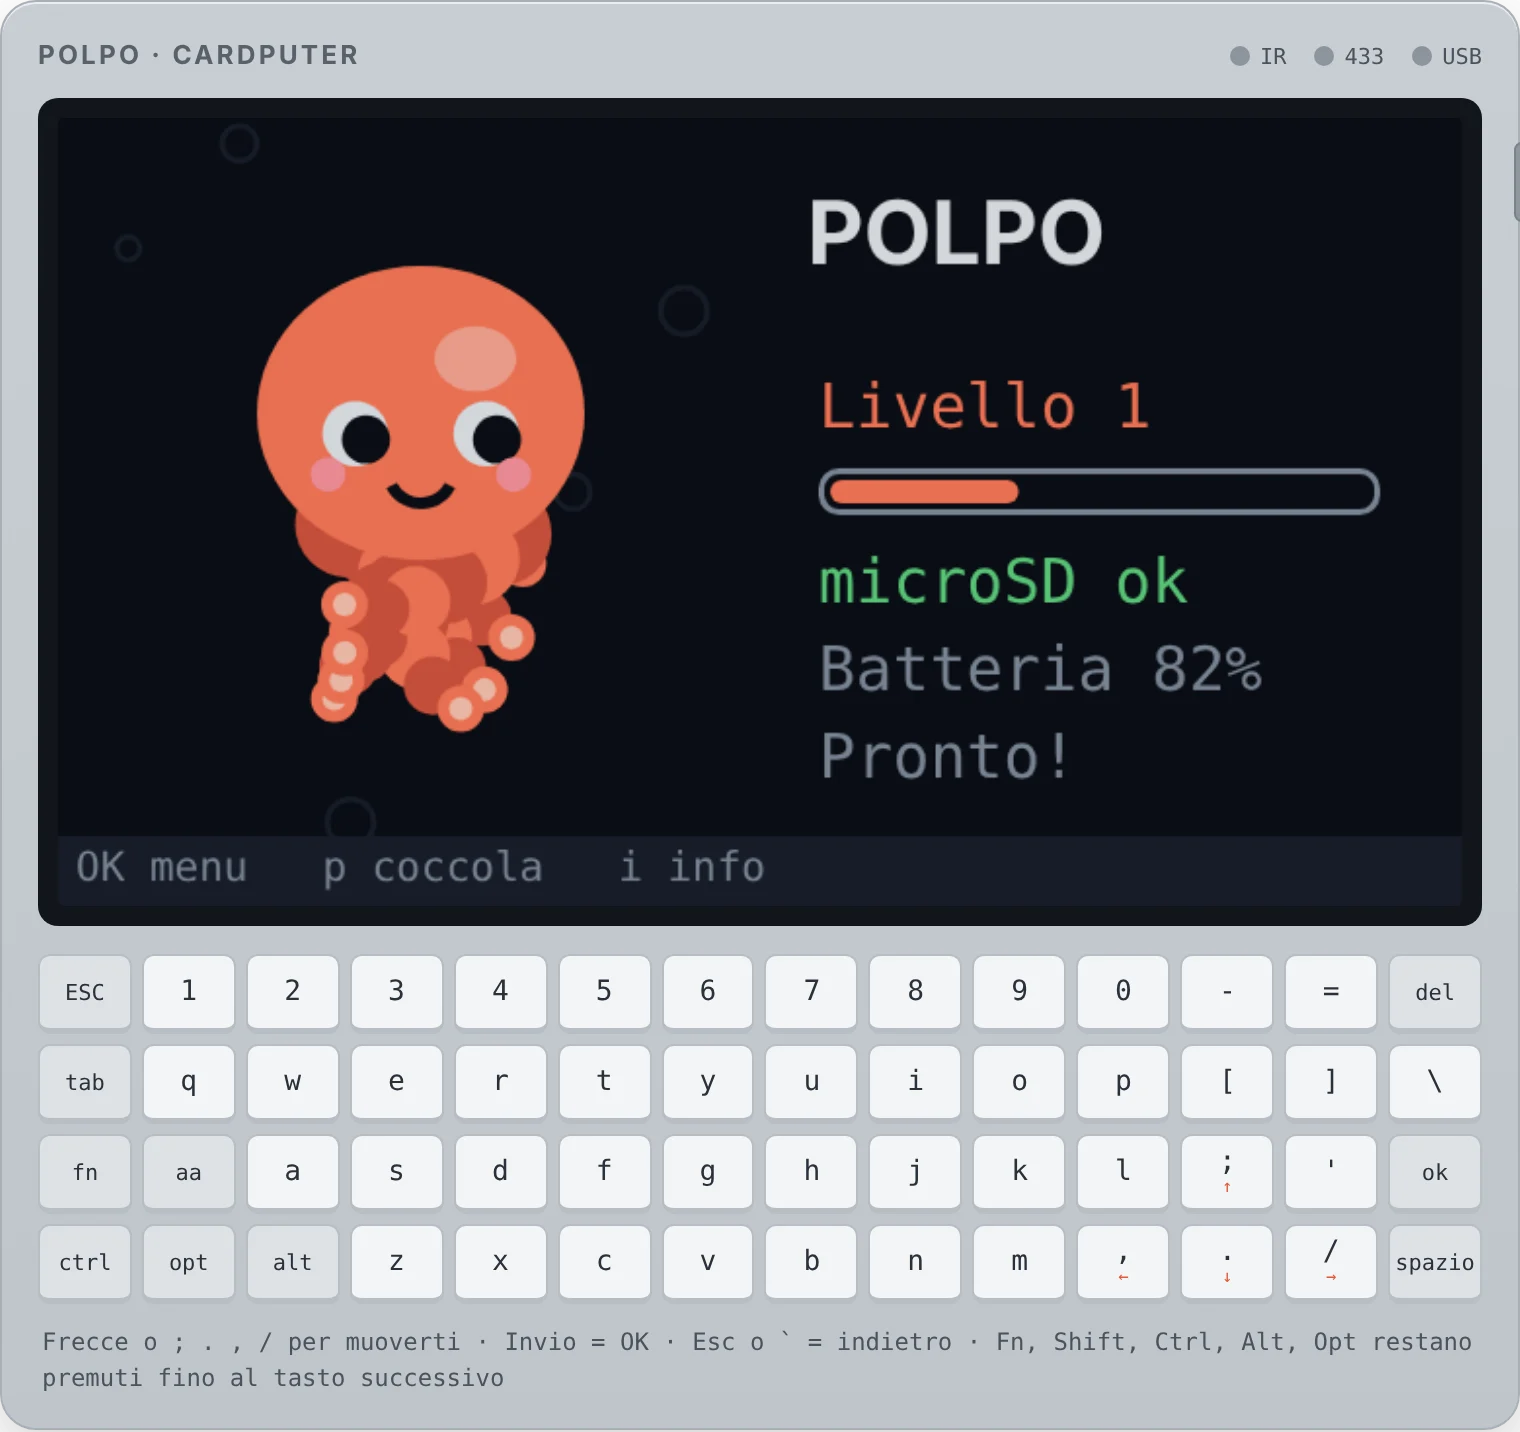 POLPO · CARDPUTER
IR 433 USB
POLPO
Livello 1
microSD ok
Batteria 82%
Pronto!
OK menu p coccola i info
ESC 1 2 3 4 5 6 7 8 9 0 - = del
tab q w e r t y u i o p [ ] \
fn aa a s d f g h j k l ; ↑ ' ok
ctrl opt alt z x c v b n m , ← . ↓ / → spazio
Frecce o ; . , / per muoverti · Invio = OK · Esc o ` = indietro · Fn, Shift, Ctrl, Alt, Opt restano
premuti fino al tasto successivo